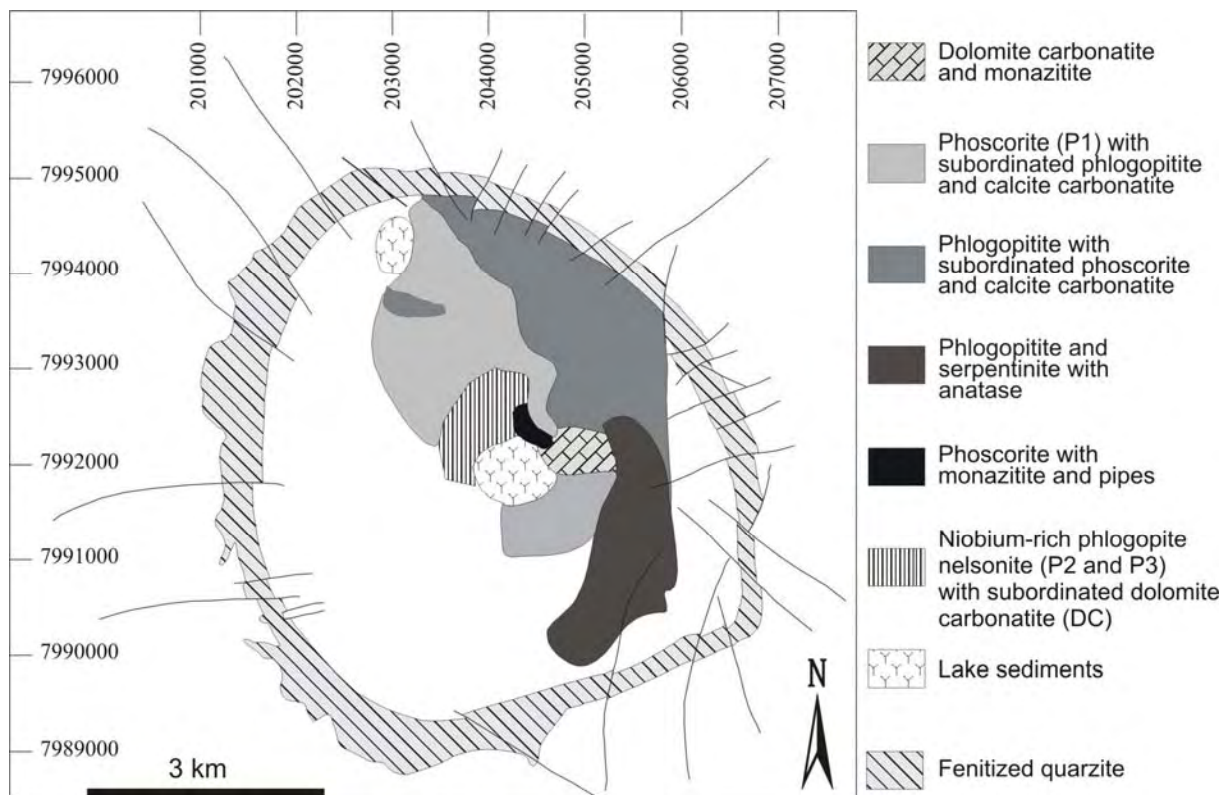 201000
202000
203000
204000
205000
206000
207000
7996000
7995000
7994000
7993000
7992000
7991000
7990000
7989000
3 km
N
Dolomite carbonatite
and monazitite
Phoscorite (P1) with
subordinated phlogopitite
and calcite carbonatite
Phlogopitite with
subordinated phoscorite
and calcite carbonatite
Phlogopitite and
serpentinite with
anatase
Phoscorite with
monazitite and pipes
Niobium-rich phlogopite
nelsonite (P2 and P3)
with subordinated dolomite
carbonatite (DC)
Lake sediments
Fenitized quarzite